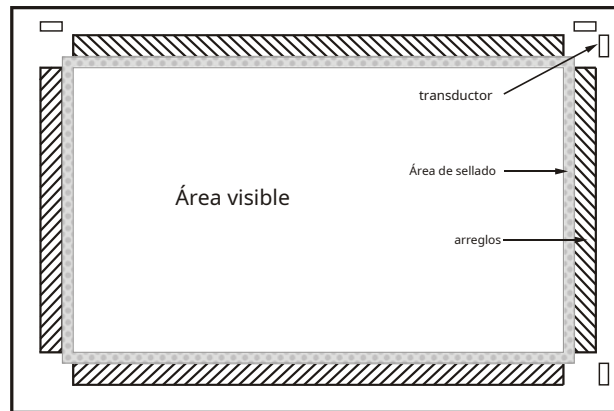 transductor
Área de sellado
Área visible
arreglos